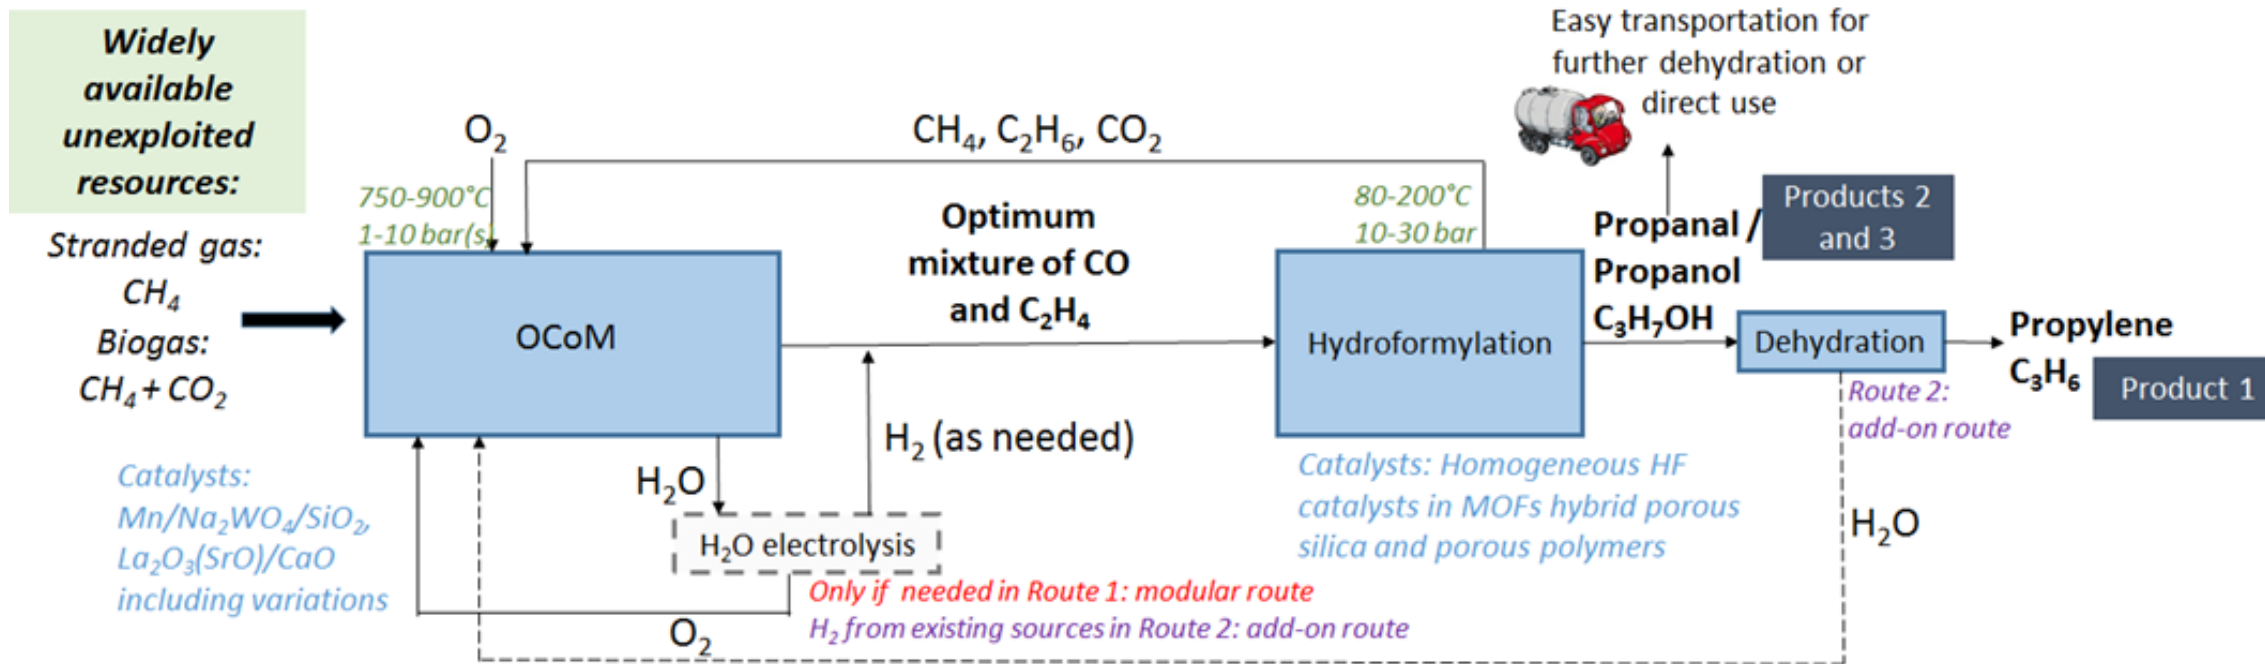 Widely
available
unexploited
resources:
Stranded gas:
CH₄
Biogas:
CH₄ + CO₂
O₂
750-900°C
1-10 bar(s)
OCoM
Catalysts:
Mn/Na₂WO₄/SiO₂,
La₂O₃(SrO)/CaO
including variations
CH₄, C₂H₆, CO₂
Optimum
mixture of CO
and C₂H₄
H₂O
H₂ (as needed)
H₂O electrolysis
O₂
Only if needed in Route 1: modular route
H₂ from existing sources in Route 2: add-on route
80-200°C
10-30 bar
Hydroformylation
Catalysts: Homogeneous HF
catalysts in MOFs hybrid porous
silica and porous polymers
Easy transportation for
further dehydration or
direct use
Propanal /
Propanol
C₃H₇OH
Products 2
and 3
Dehydration
Route 2:
add-on route
H₂O
Propylene
C₃H₆
Product 1